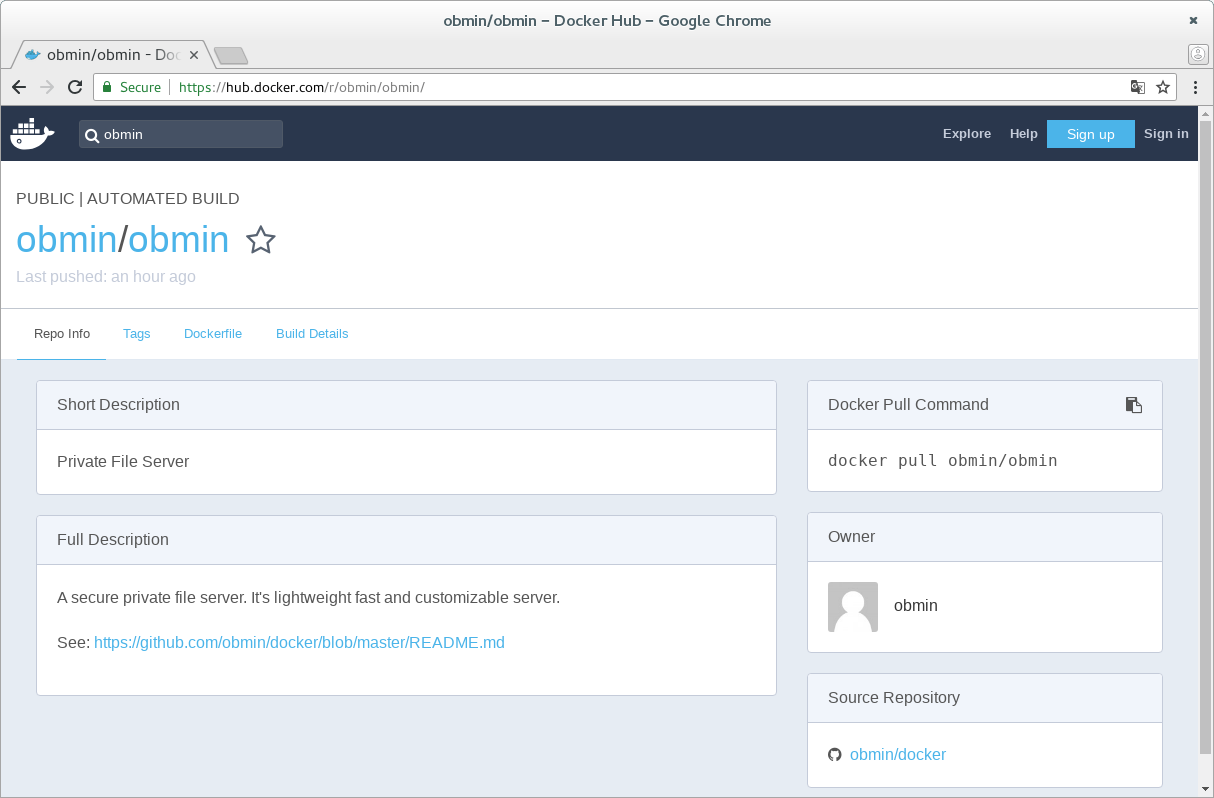 obmin/obmin – Docker Hub – Google Chrome
obmin/obmin - Doc
Secure https://hub.docker.com/r/obmin/obmin/
obmin Explore Help Sign up Sign in
PUBLIC | AUTOMATED BUILD
obmin/obmin
Last pushed: an hour ago
Repo Info Tags Dockerfile Build Details
Short Description
Private File Server
Full Description
A secure private file server. It's lightweight fast and customizable server.
See: https://github.com/obmin/docker/blob/master/README.md
Docker Pull Command
docker pull obmin/obmin
Owner
obmin
Source Repository
obmin/docker